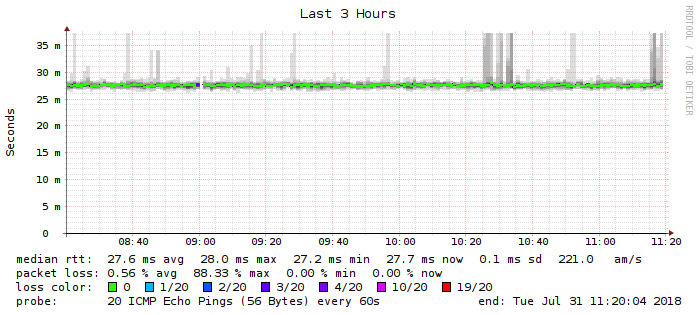 Last 3 Hours
RRDTOOL / TOBI OETIKER
Seconds
35 m
30 m
25 m
20 m
15 m
10 m
5 m
0
08:40 09:00 09:20 09:40 10:00 10:20 10:40 11:00 11:20
median rtt: 27.6 ms avg 28.0 ms max 27.2 ms min 27.7 ms now 0.1 ms sd 221.0 am/s
packet loss: 0.56 % avg 88.33 % max 0.00 % min 0.00 % now
loss color: 0 1/20 2/20 3/20 4/20 10/20 19/20
probe: 20 ICMP Echo Pings (56 Bytes) every 60s end: Tue Jul 31 11:20:04 2018